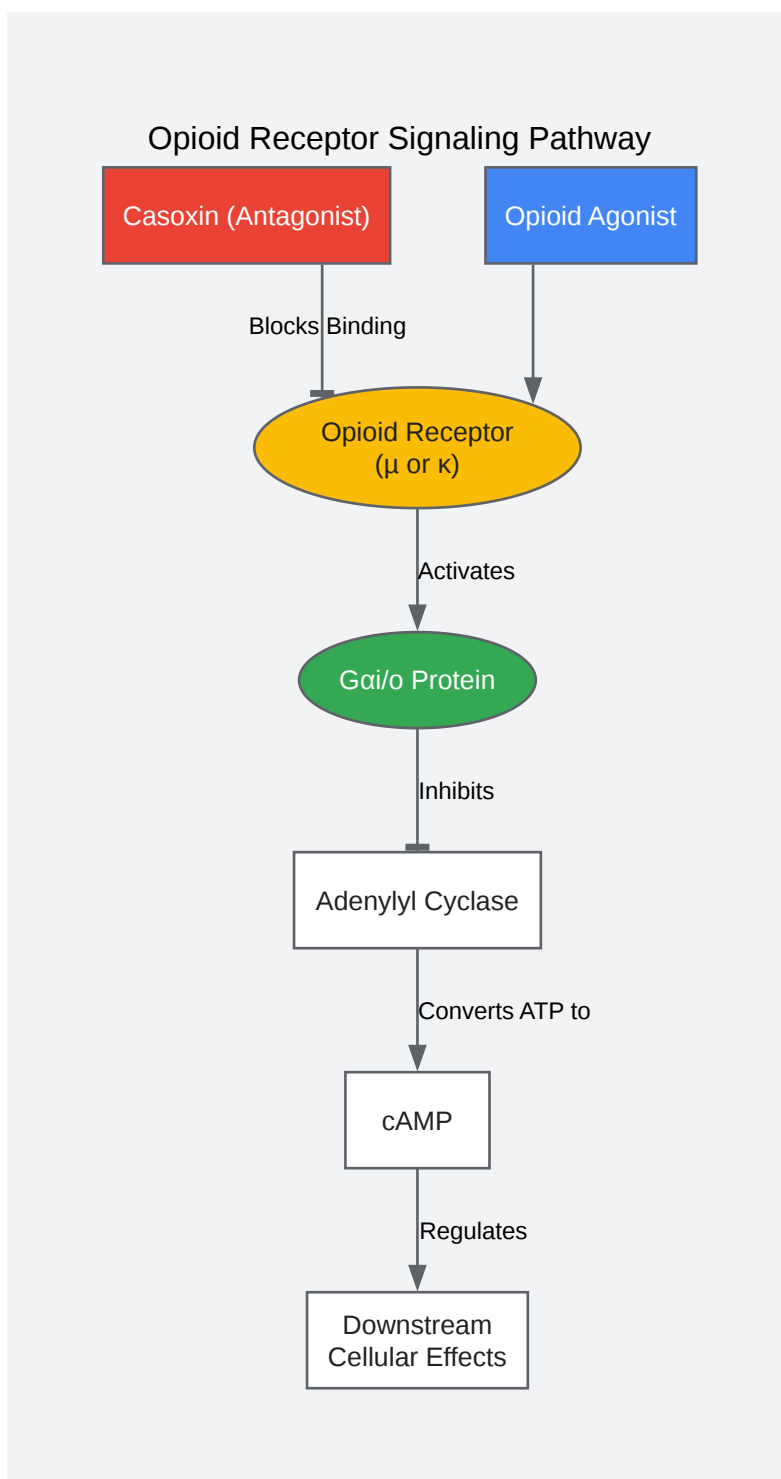 Opioid Receptor Signaling Pathway
Casoxin (Antagonist)
Opioid Agonist
Blocks Binding
Opioid Receptor
(μ or κ)
Activates
Gαi/o Protein
Inhibits
Adenylyl Cyclase
Converts ATP to
cAMP
Regulates
Downstream
Cellular Effects